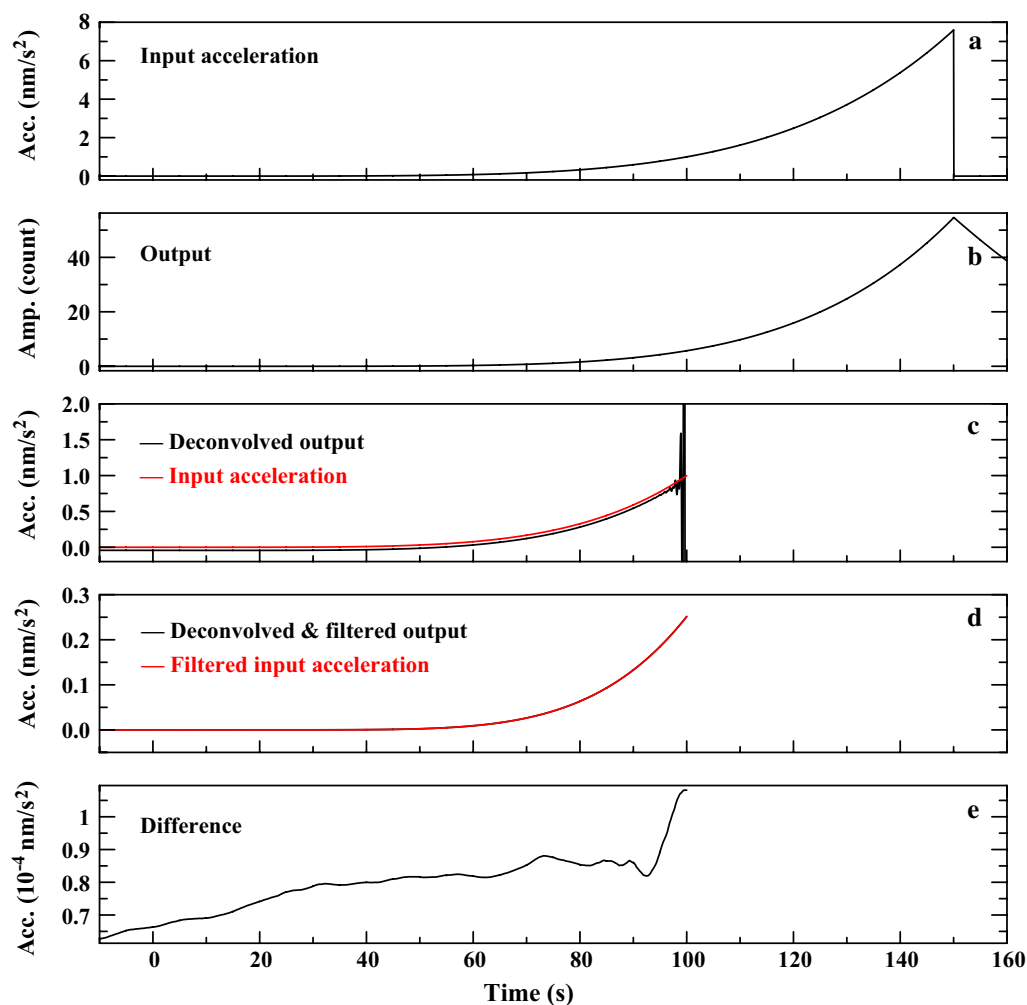 Acc. (nm/s²)
8
6
4
2
0
Input acceleration
a
Amp. (count)
40
20
0
Output
b
Acc. (nm/s²)
2.0
1.5
1.0
0.5
0.0
Deconvolved output
Input acceleration
c
Acc. (nm/s²)
0.3
0.2
0.1
0.0
Deconvolved & filtered output
Filtered input acceleration
d
Acc. (10⁻⁴ nm/s²)
1
0.9
0.8
0.7
Difference
e
0 20 40 60 80 100 120 140 160
Time (s)